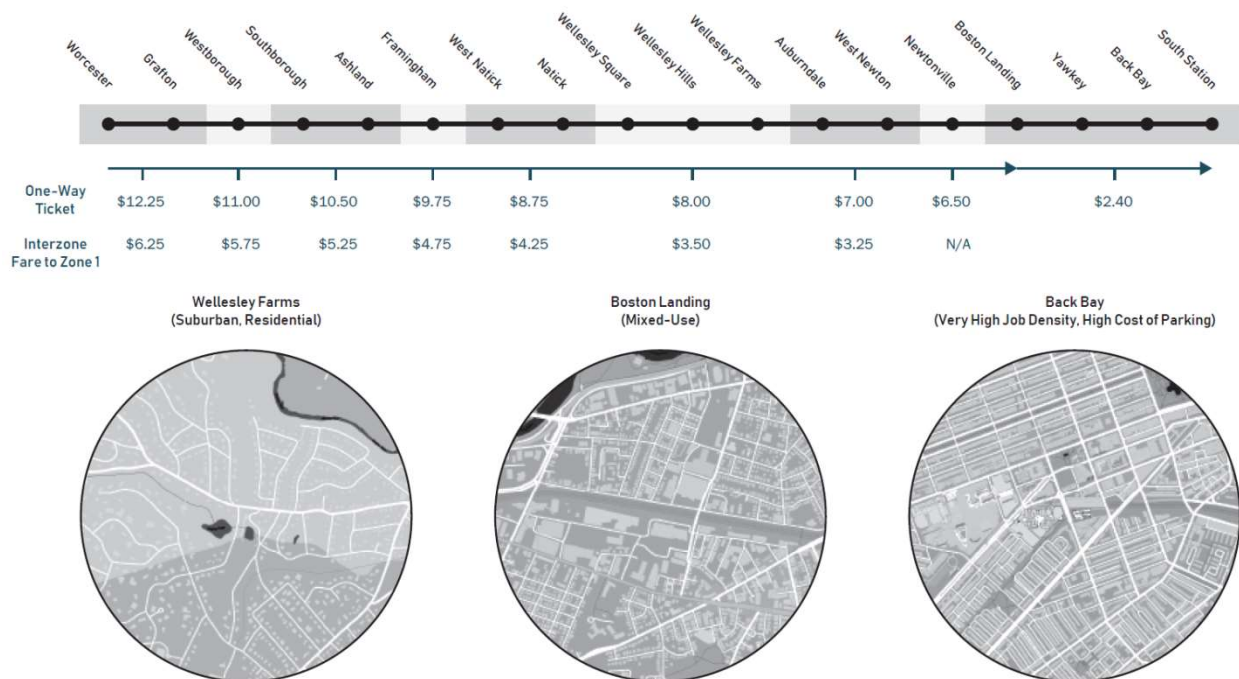 Worcester
Grafton
Westborough
Southborough
Ashland
Framingham
West Natick
Natick
Wellesley Square
Wellesley Hills
Wellesley Farms
Auburndale
West Newton
Newtonville
Boston Landing
Yawkey
Back Bay
South Station
One-Way
Ticket
$12.25 $11.00 $10.50 $9.75 $8.75 $8.00 $7.00 $6.50 $2.40
Interzone
Fare to Zone 1
$6.25 $5.75 $5.25 $4.75 $4.25 $3.50 $3.25 N/A
Wellesley Farms
(Suburban, Residential)
Boston Landing
(Mixed-Use)
Back Bay
(Very High Job Density, High Cost of Parking)